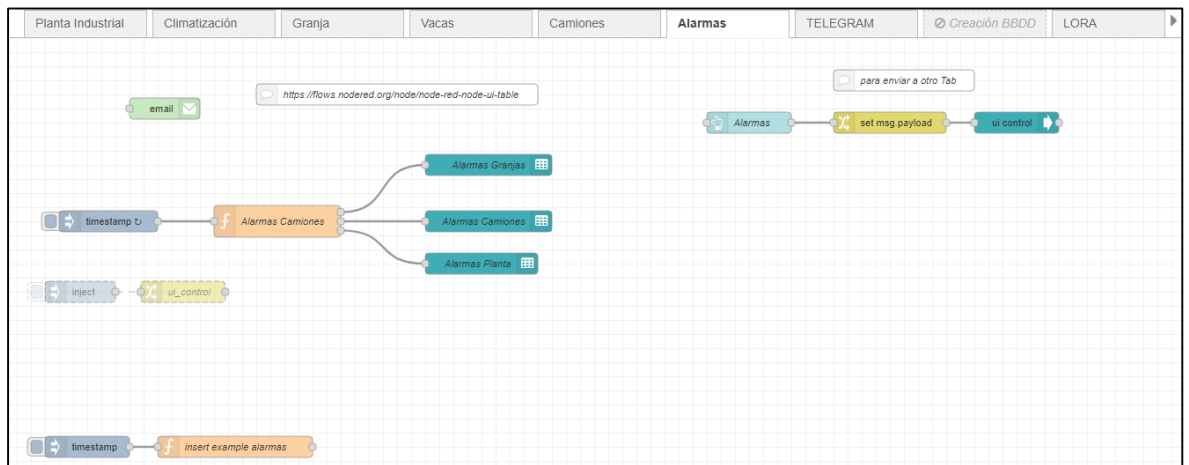 Planta Industrial
Climatización
Granja
Vacas
Camiones
Alarmas
TELEGRAM
Creación BBDD
LORA
para enviar a otro Tab
https://flows.nodered.org/node/node-red-node-ui-table
email
Alarmas
set msg.payload
ui control
Alarmas Granjas
timestamp ↻
Alarmas Camiones
Alarmas Camiones
Alarmas Planta
inject
ui_control
timestamp
insert example alarmas